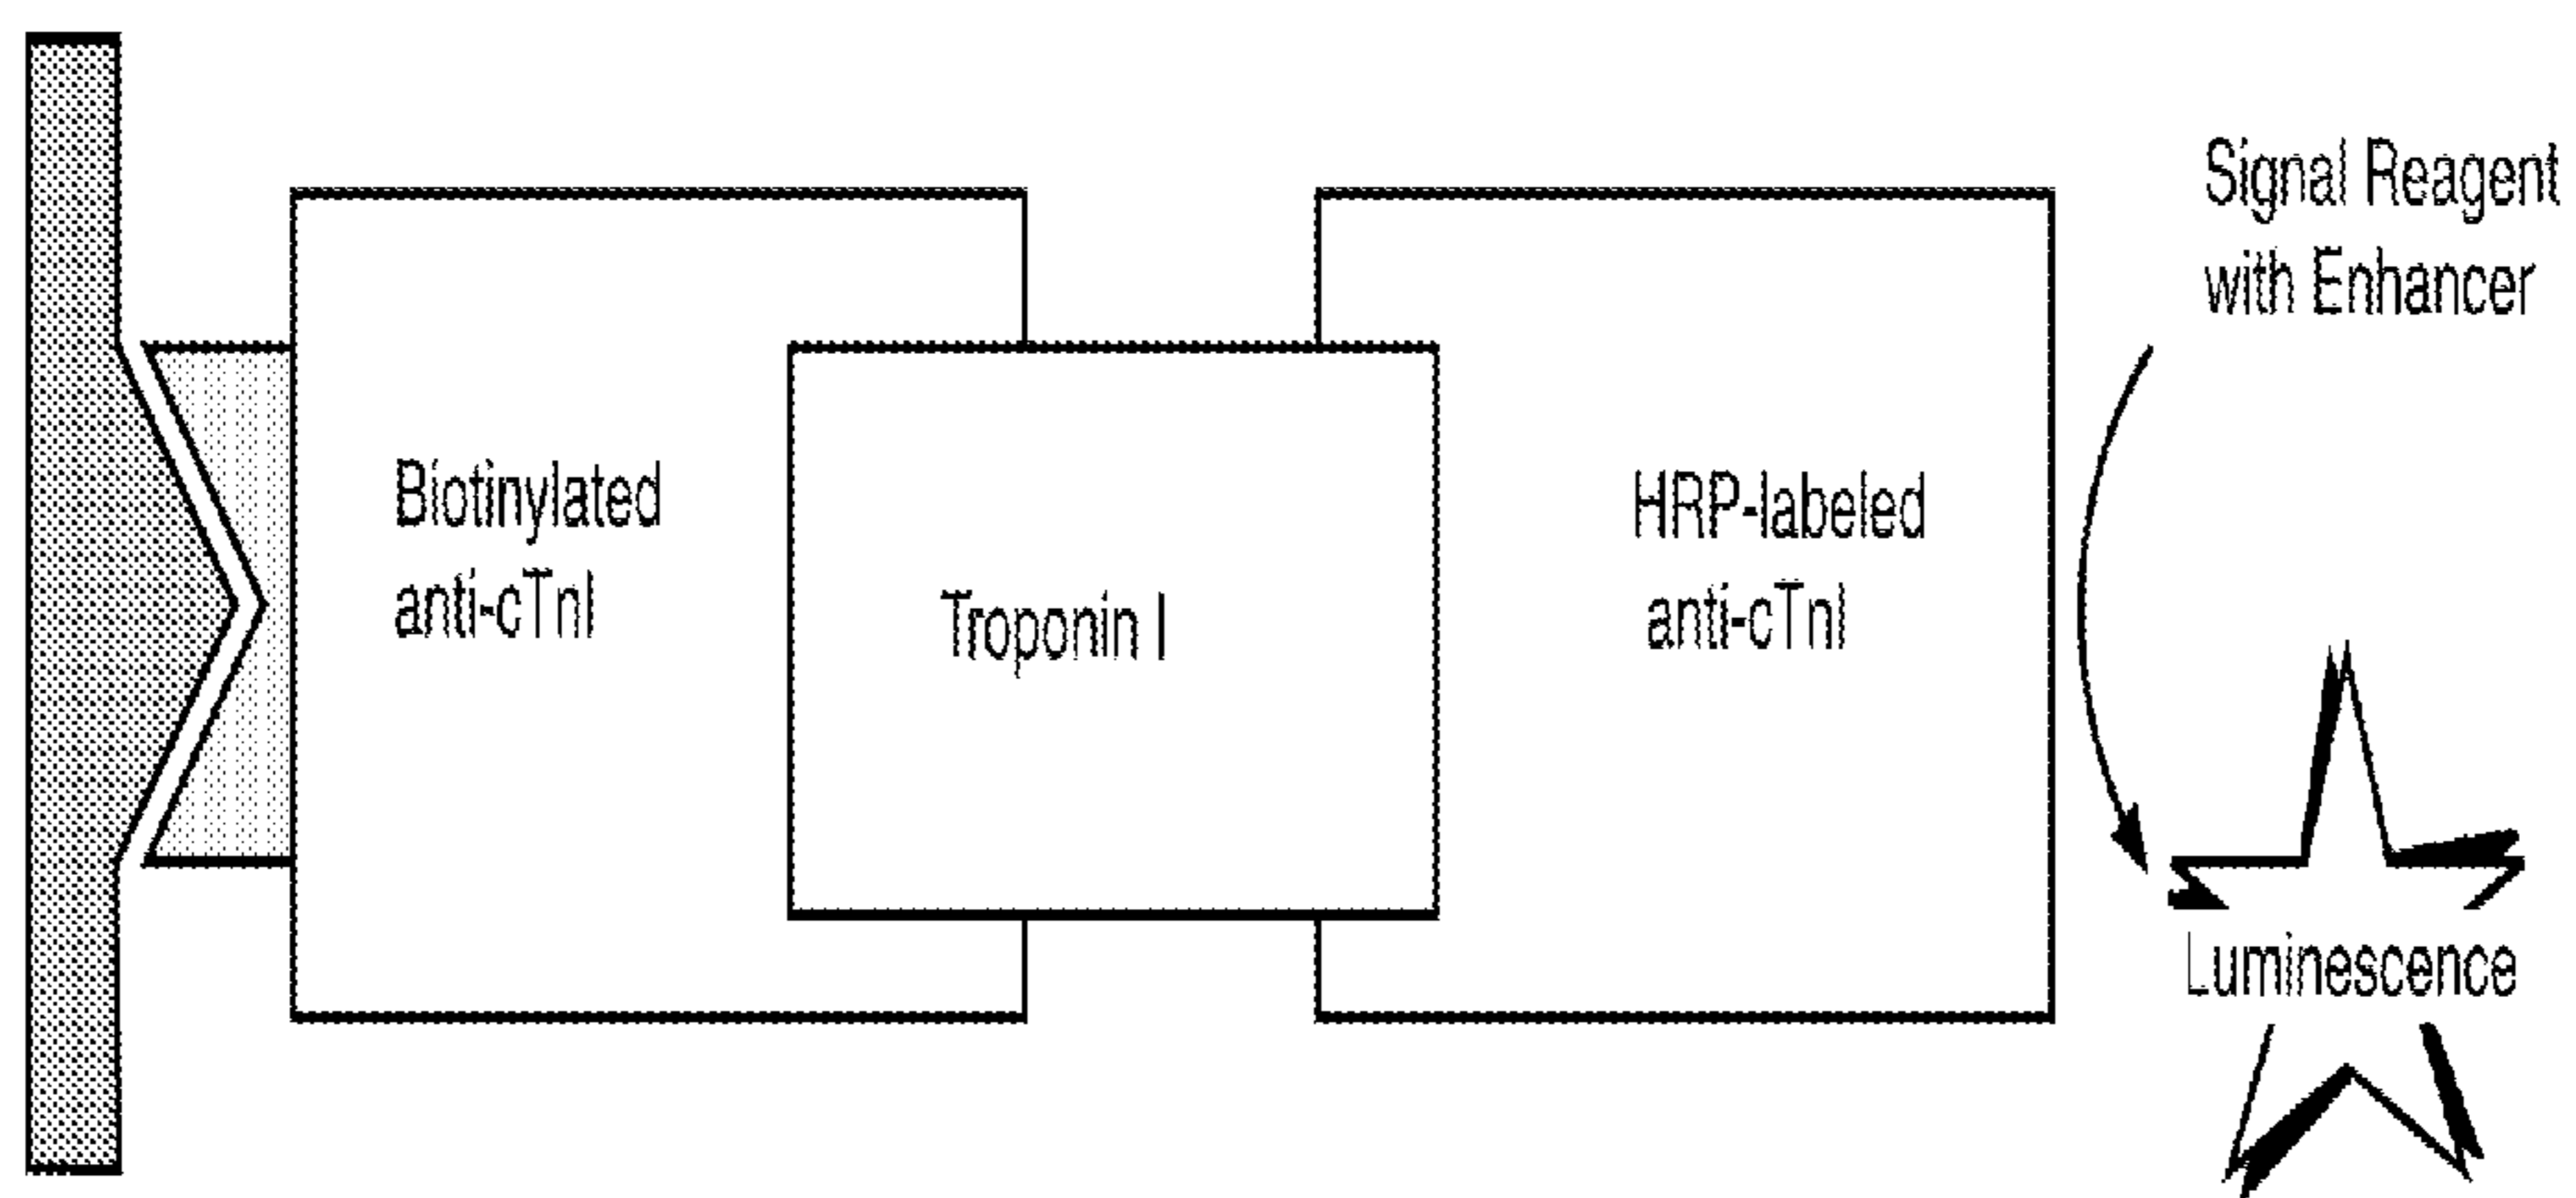 Signal Reagent
with Enhancer
Biotinylated
anti-cTnI
Troponin I
HRP-labeled
anti-cTnI
Luminescence